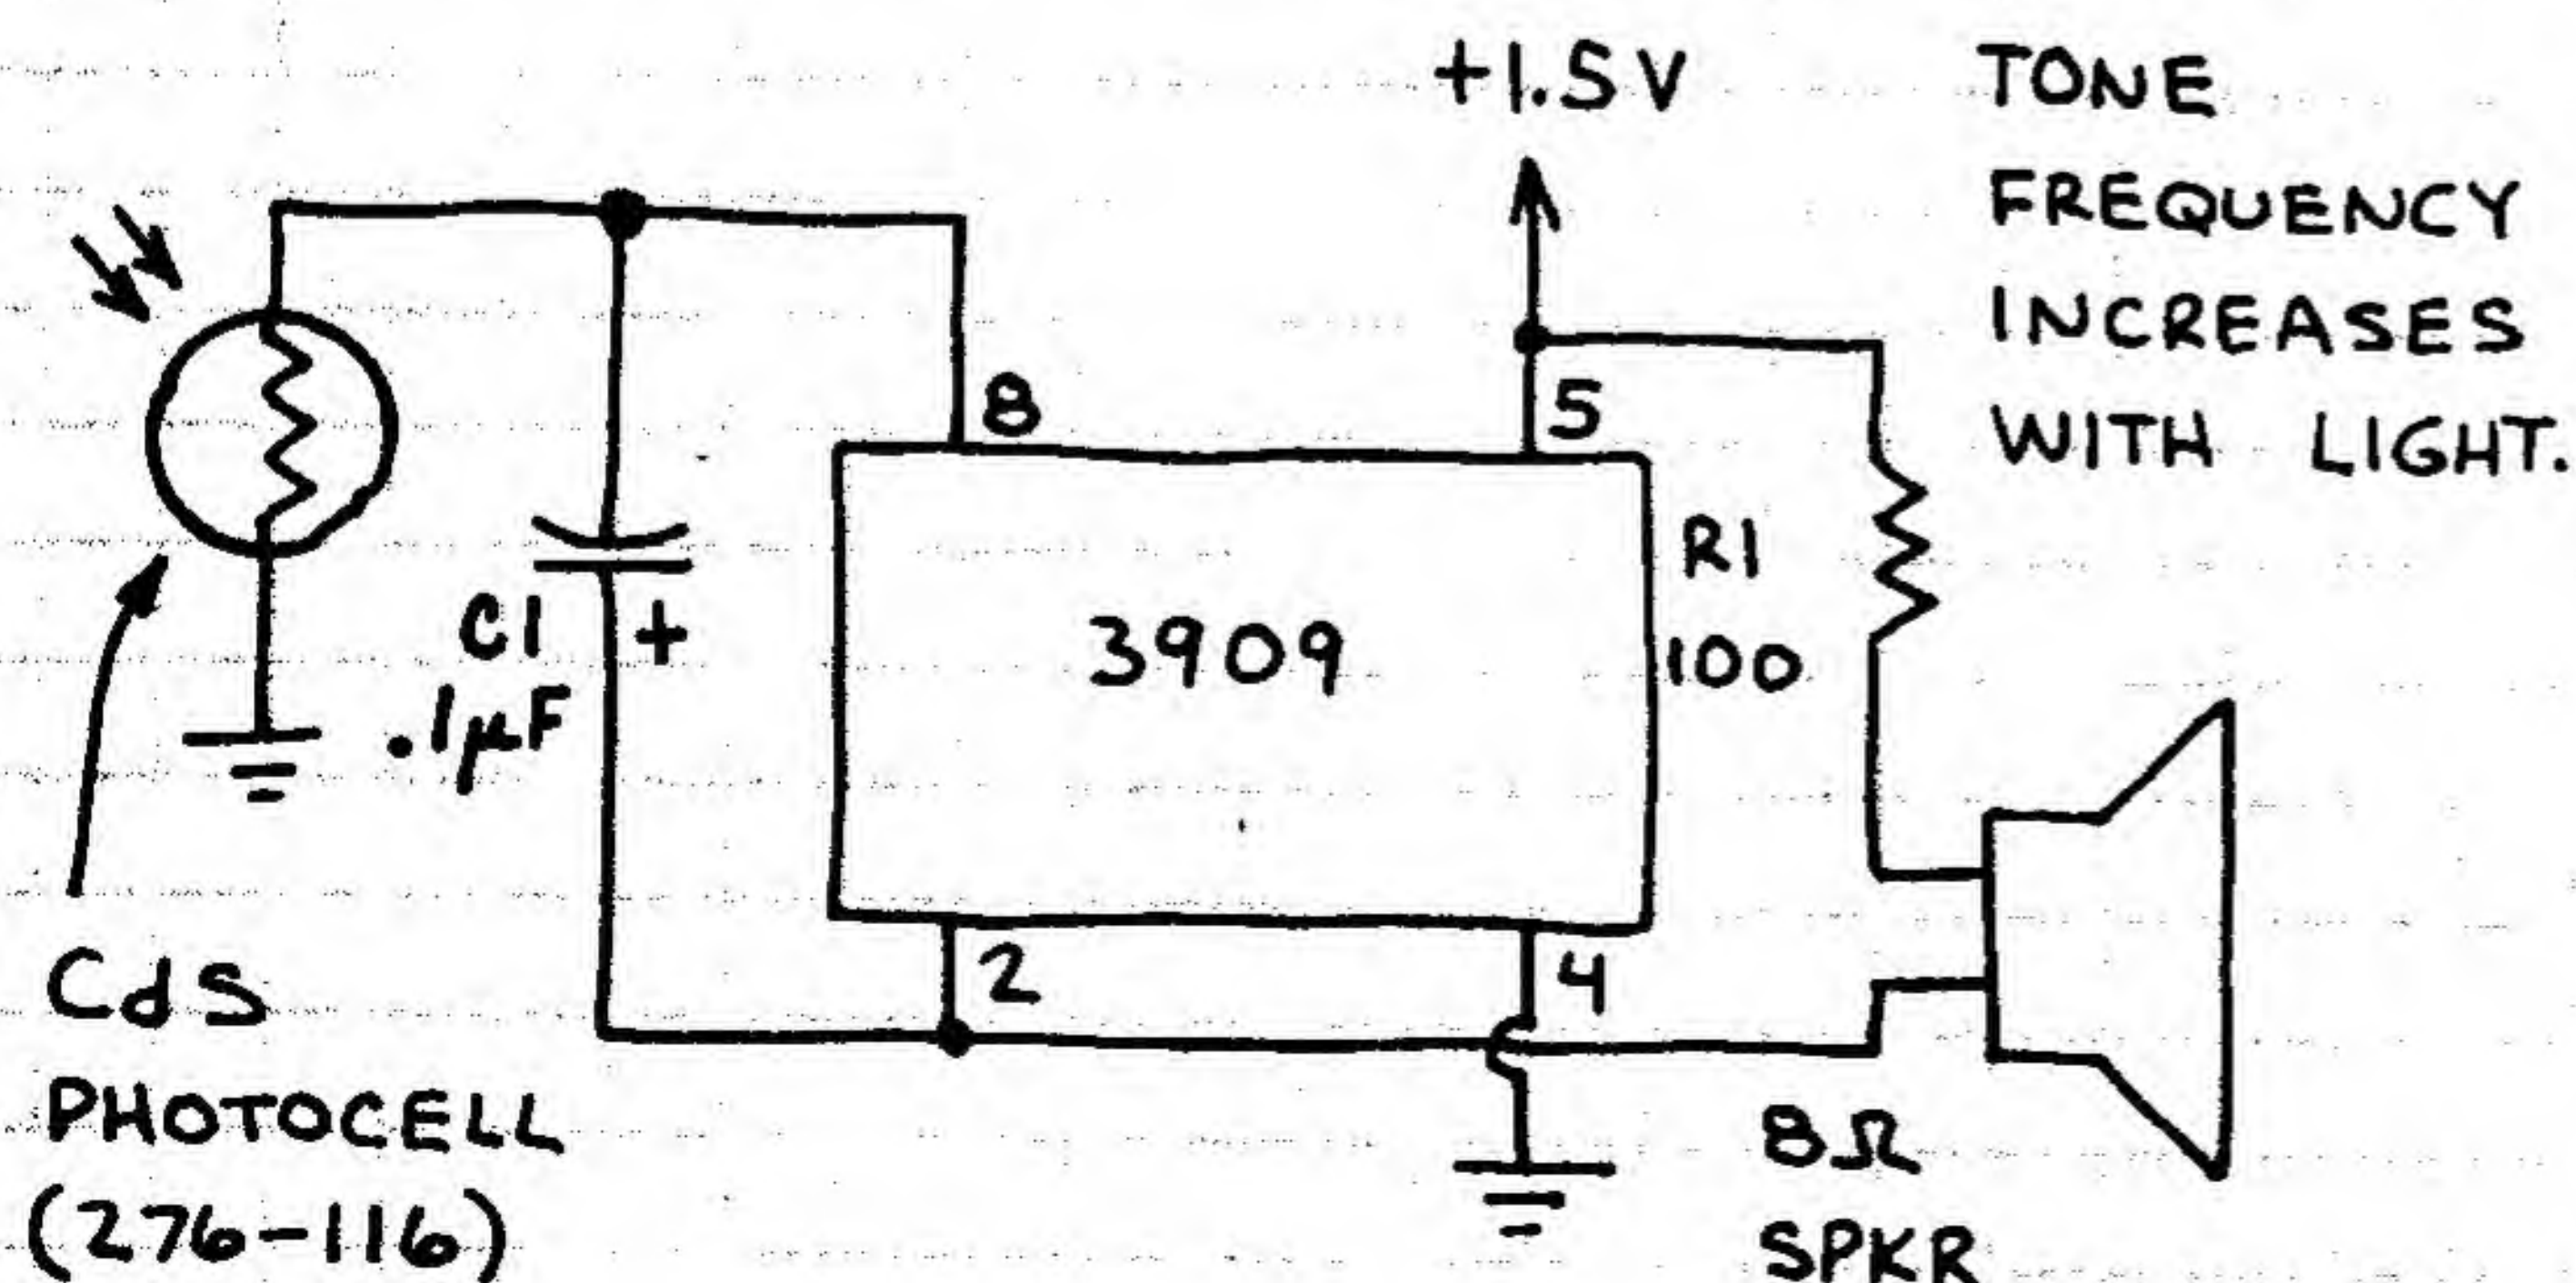 +1.5V
TONE
FREQUENCY
INCREASES
WITH LIGHT.
8
5
R1
100
3909
C1
+
.1µF
2
4
CdS
PHOTOCELL
(276-116)
8Ω
SPKR